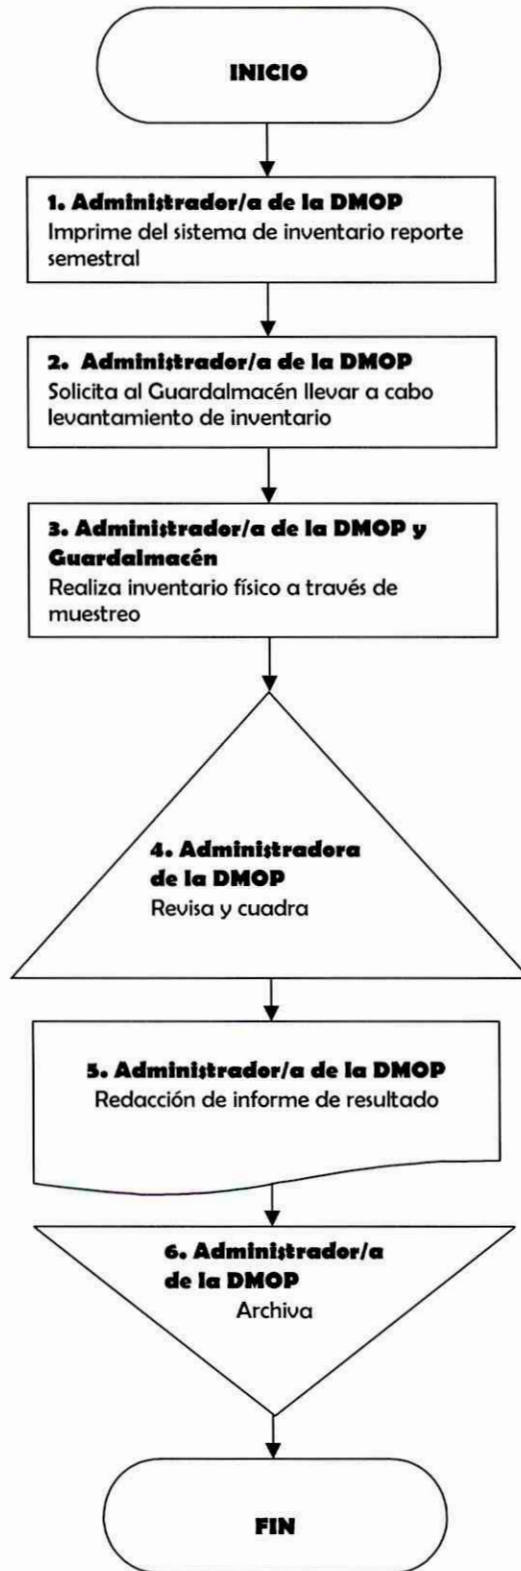 INICIO
1. Administrador/a de la DMOP
Imprime del sistema de inventario reporte
semestral
2. Administrador/a de la DMOP
Solicita al Guardalmacén llevar a cabo
levantamiento de inventario
3. Administrador/a de la DMOP y
Guardalmacén
Realiza inventario físico a través de
muestreo
4. Administradora
de la DMOP
Revisa y cuadra
5. Administrador/a de la DMOP
Redacción de informe de resultado
6. Administrador/a
de la DMOP
Archiva
FIN